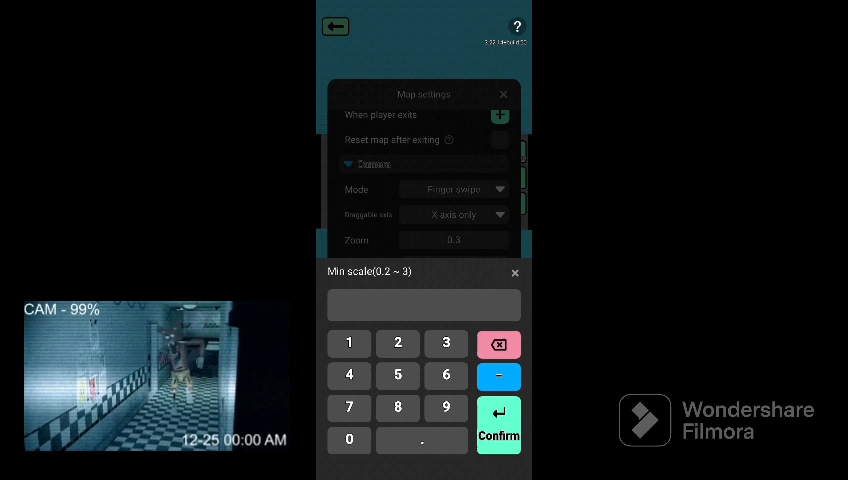 ?
Map settings
When player exits
Reset map after exiting
Camera
Mode
Finger swipe
Draggable axis
X axis only
Zoom
0.3
Min scale(0.2 ~ 3)
1
2
3
4
5
6
-
7
8
9
0
.
Confirm
CAM - 99%
12-25 00:00 AM
Wondershare
Filmora